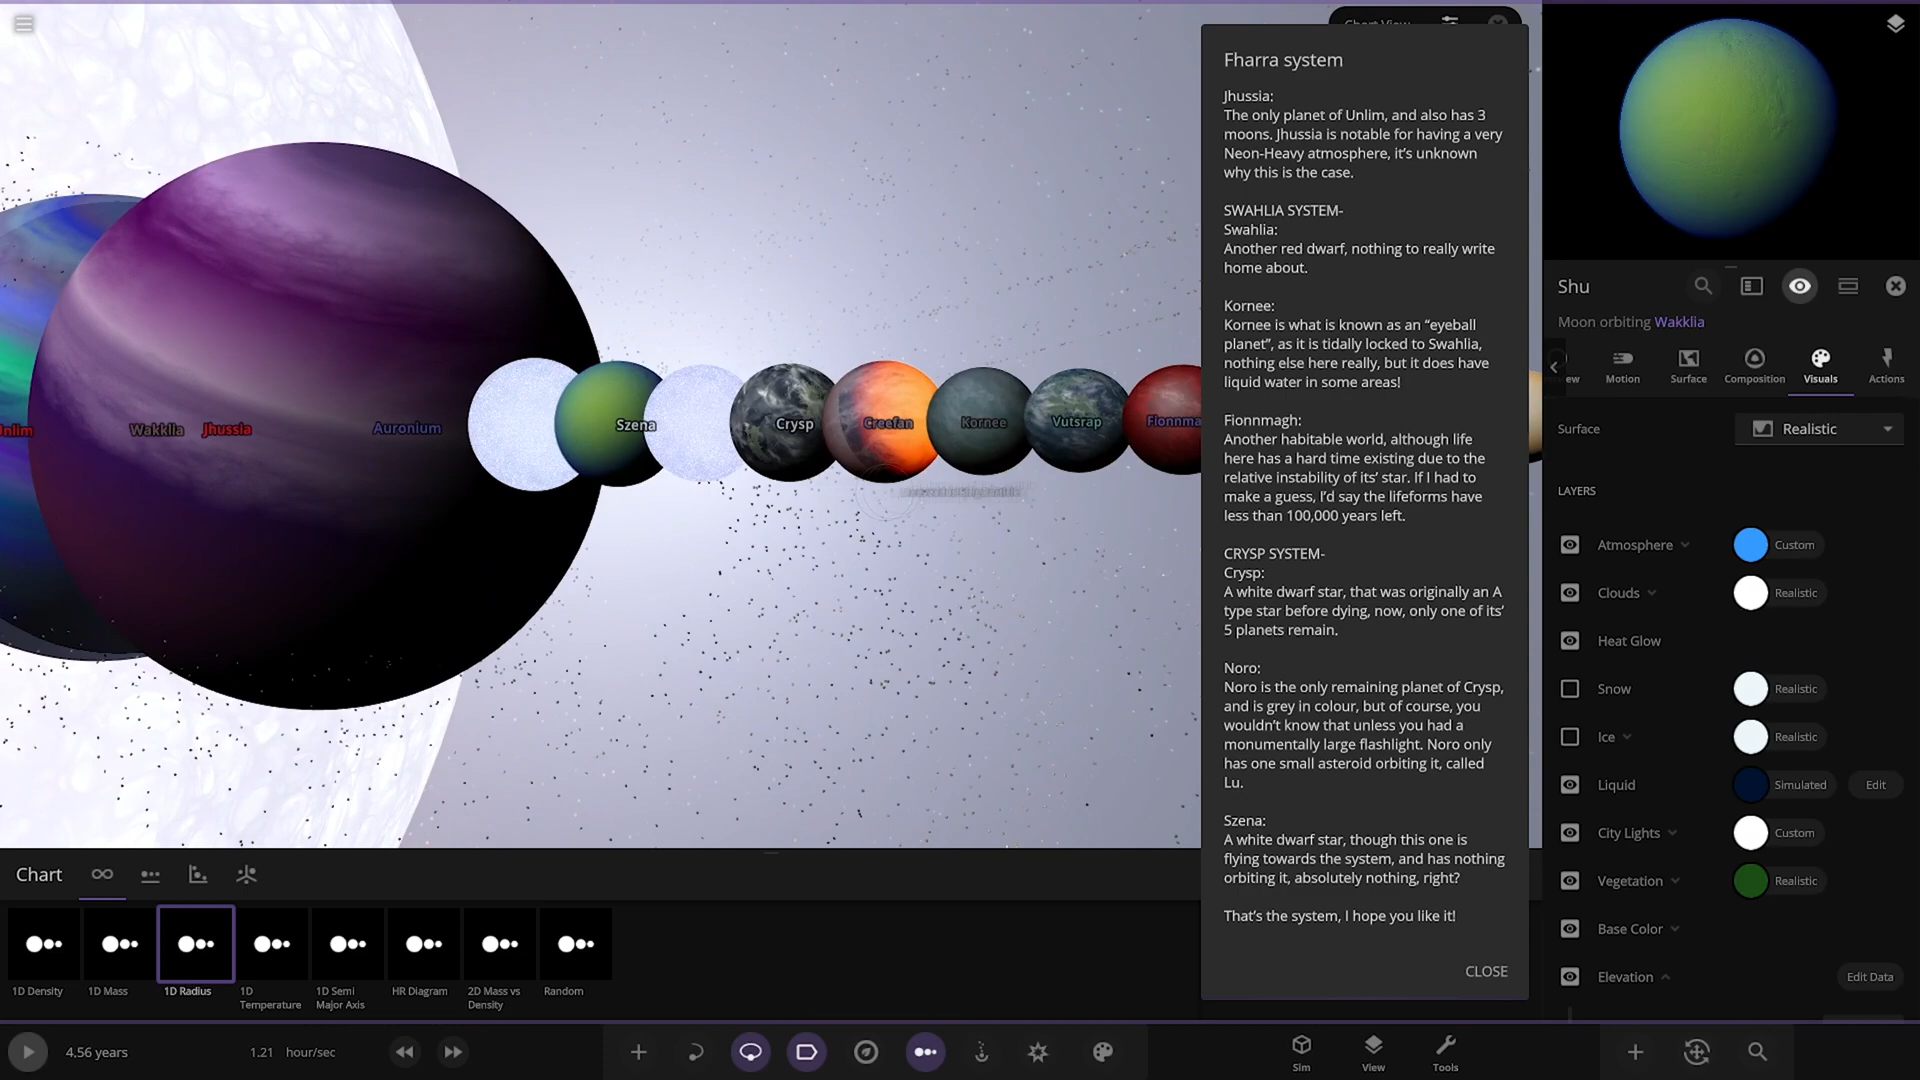 Chart View
Fharra system
Jhussia:
The only planet of Unlim, and also has 3
moons. Jhussia is notable for having a very
Neon-Heavy atmosphere, it’s unknown
why this is the case.
SWAHLIA SYSTEM-
Swahlia:
Another red dwarf, nothing to really write
home about.
Kornee:
Kornee is what is known as an “eyeball
planet”, as it is tidally locked to Swahlia,
nothing else here really, but it does have
liquid water in some areas!
Fionnmagh:
Another habitable world, although life
here has a hard time existing due to the
relative instability of its’ star. If I had to
make a guess, I’d say the lifeforms have
less than 100,000 years left.
CRYSP SYSTEM-
Crysp:
A white dwarf star, that was originally an A
type star before dying, now, only one of its’
5 planets remain.
Noro:
Noro is the only remaining planet of Crysp,
and is grey in colour, but of course, you
wouldn’t know that unless you had a
monumentally large flashlight. Noro only
has one small asteroid orbiting it, called
Lu.
Szena:
A white dwarf star, though this one is
flying towards the system, and has nothing
orbiting it, absolutely nothing, right?
That’s the system, I hope you like it!
CLOSE
nlim
Wakklia
Jhussia
Auronium
Szena
Crysp
Creefan
Kornee
Vutsrap
Fionnma
Shu
Moon orbiting Wakklia
ew
Motion
Surface
Composition
Visuals
Actions
Surface
Realistic
LAYERS
Atmosphere
Custom
Clouds
Realistic
Heat Glow
Snow
Realistic
Ice
Realistic
Liquid
Simulated
Edit
City Lights
Custom
Vegetation
Realistic
Base Color
Elevation
Edit Data
Chart
1D Density
1D Mass
1D Radius
1D
Temperature
1D Semi
Major Axis
HR Diagram
2D Mass vs
Density
Random
4.56 years
1.21 hour/sec
Sim
View
Tools